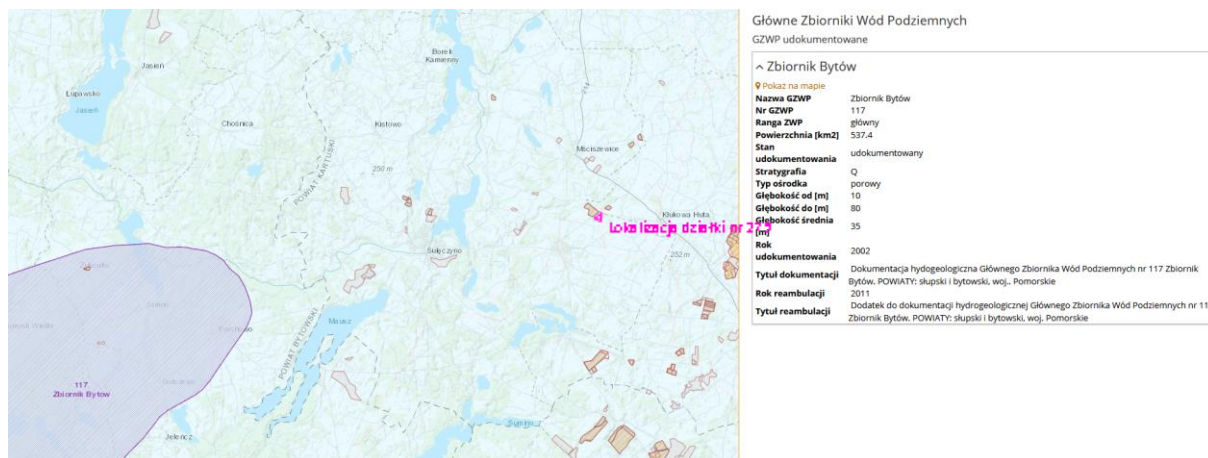 Główne Zbiorniki Wód Podziemnych
GZWP udokumentowane
Zbiornik Bytów
Pokaż na mapie
Nazwa GZWP Zbiornik Bytów
Nr GZWP 117
Ranga ZWP główny
Powierzchnia [km2] 537.4
Stan udokumentowania udokumentowany
Stratygrafia Q
Typ ośrodka porowy
Głębokość od [m] 10
Głębokość do [m] 80
Głębokość średnia [m] 35
Rok udokumentowania 2002
Tytuł dokumentacji Dokumentacja hydogeologiczna Głównego Zbiornika Wód Podziemnych nr 117 Zbiornik
Bytów. POWIATY: słupski i bytowski, woj.. Pomorskie
Rok reambulacji 2011
Tytuł reambulacji Dodatek do dokumentacji hydrogeologicznej Głównego Zbiornika Wód Podziemnych nr 11
Zbiornik Bytów. POWIATY: słupski i bytowski, woj. Pomorskie
Jasień
Borek
Kamienny
214
Łupawsko
Jasień
Chośnica
Kistowo
Mściszewice
POWIAT KARTUSKI
250 m
Klukowa Huta
Lokalizacja działki nr 27.5
Sulęczyno
252 m
Mausz
POWIAT BYTOWSKI
117
Zbiornik Bytów
Jeleńcz